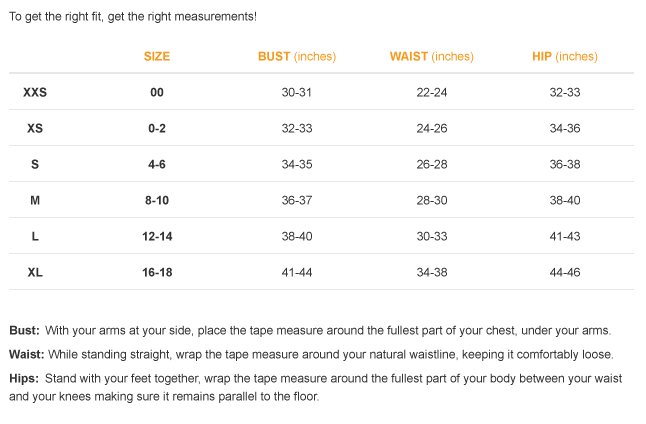 To get the right fit, get the right measurements!
SIZE BUST (inches) WAIST (inches) HIP (inches)
XXS 00 30-31 22-24 32-33
XS 0-2 32-33 24-26 34-36
S 4-6 34-35 26-28 36-38
M 8-10 36-37 28-30 38-40
L 12-14 38-40 30-33 41-43
XL 16-18 41-44 34-38 44-46
Bust: With your arms at your side, place the tape measure around the fullest part of your chest, under your arms.
Waist: While standing straight, wrap the tape measure around your natural waistline, keeping it comfortably loose.
Hips: Stand with your feet together, wrap the tape measure around the fullest part of your body between your waist
and your knees making sure it remains parallel to the floor.